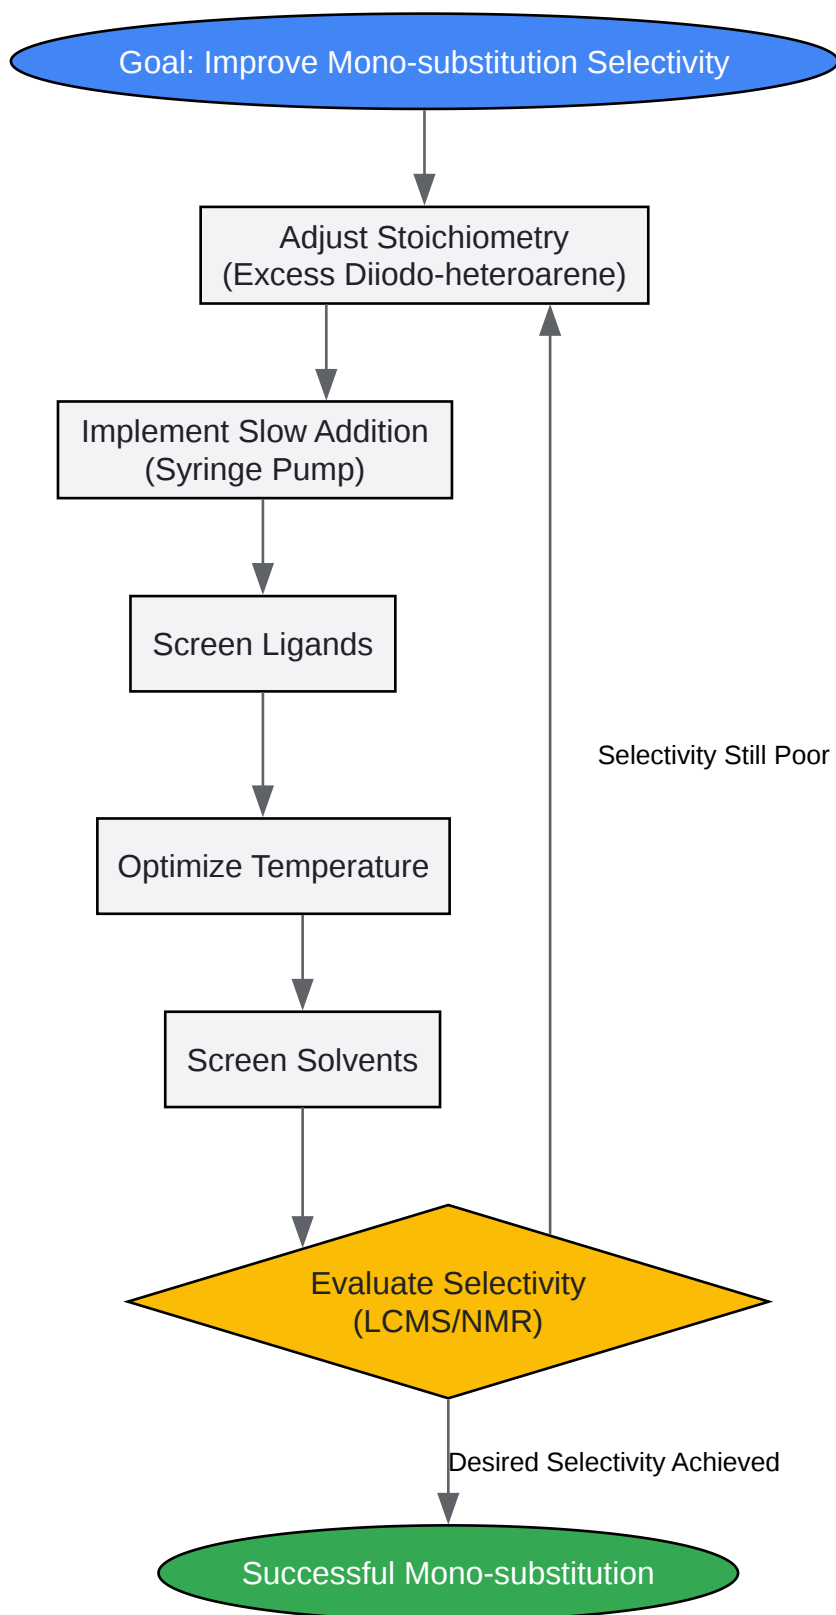 Goal: Improve Mono-substitution Selectivity
Adjust Stoichiometry
(Excess Diiodo-heteroarene)
Implement Slow Addition
(Syringe Pump)
Screen Ligands
Selectivity Still Poor
Optimize Temperature
Screen Solvents
Evaluate Selectivity
(LCMS/NMR)
Desired Selectivity Achieved
Successful Mono-substitution